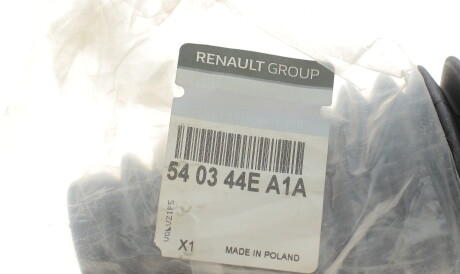 RENAULT GROUP
54 03 44E A1A
X1
MADE IN POLAND